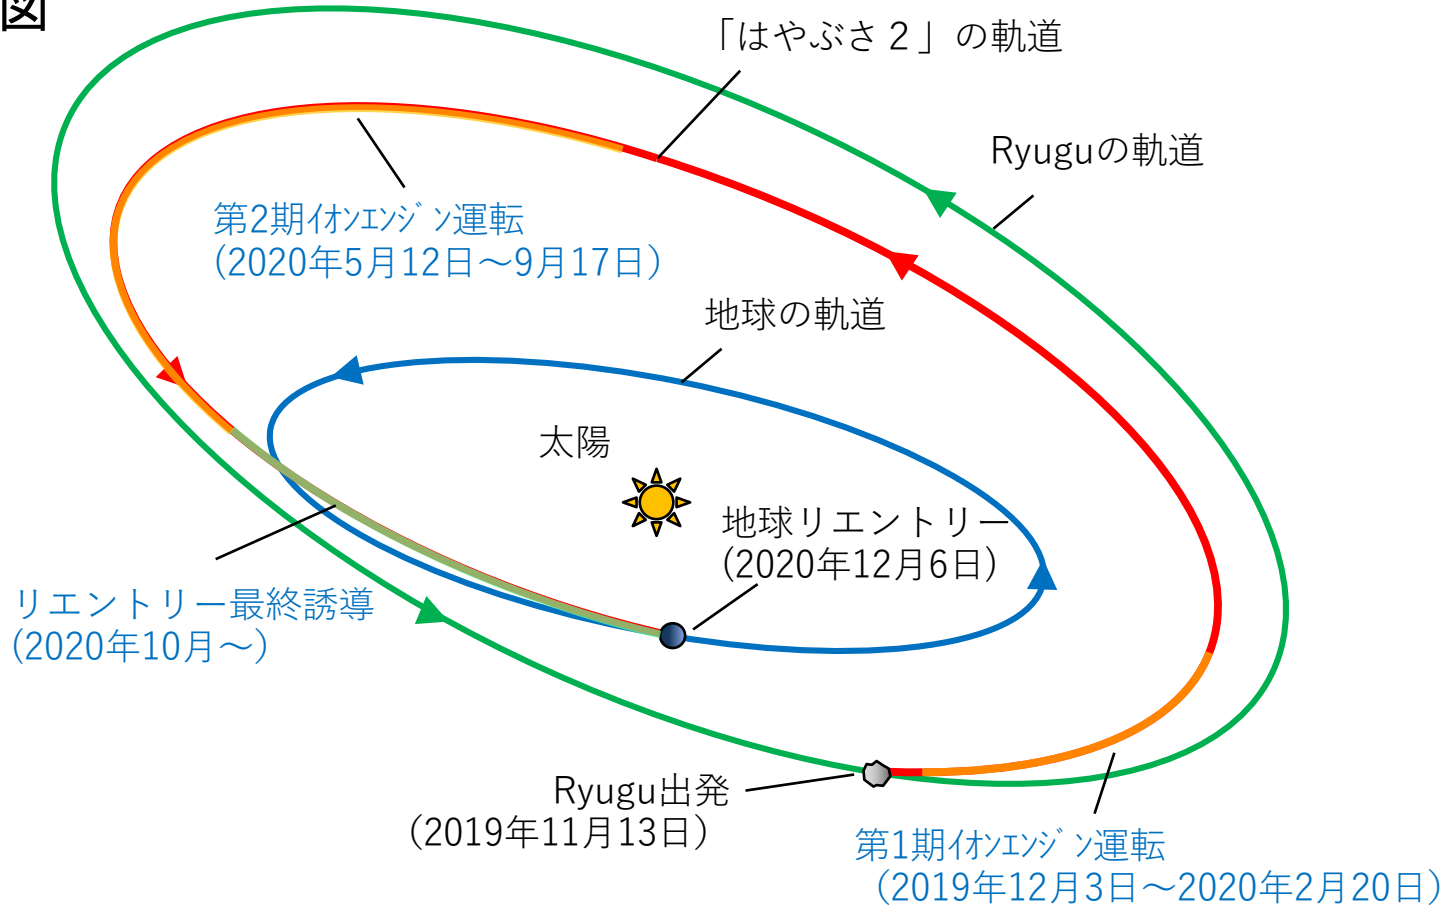 図
「はやぶさ２」の軌道
Ryuguの軌道
第2期ｲｵﾝｴﾝｼﾞﾝ運転
(2020年5月12日～9月17日)
地球の軌道
太陽
地球リエントリー
(2020年12月6日)
リエントリー最終誘導
(2020年10月～)
Ryugu出発
(2019年11月13日)
第1期ｲｵﾝｴﾝｼﾞﾝ運転
(2019年12月3日～2020年2月20日)